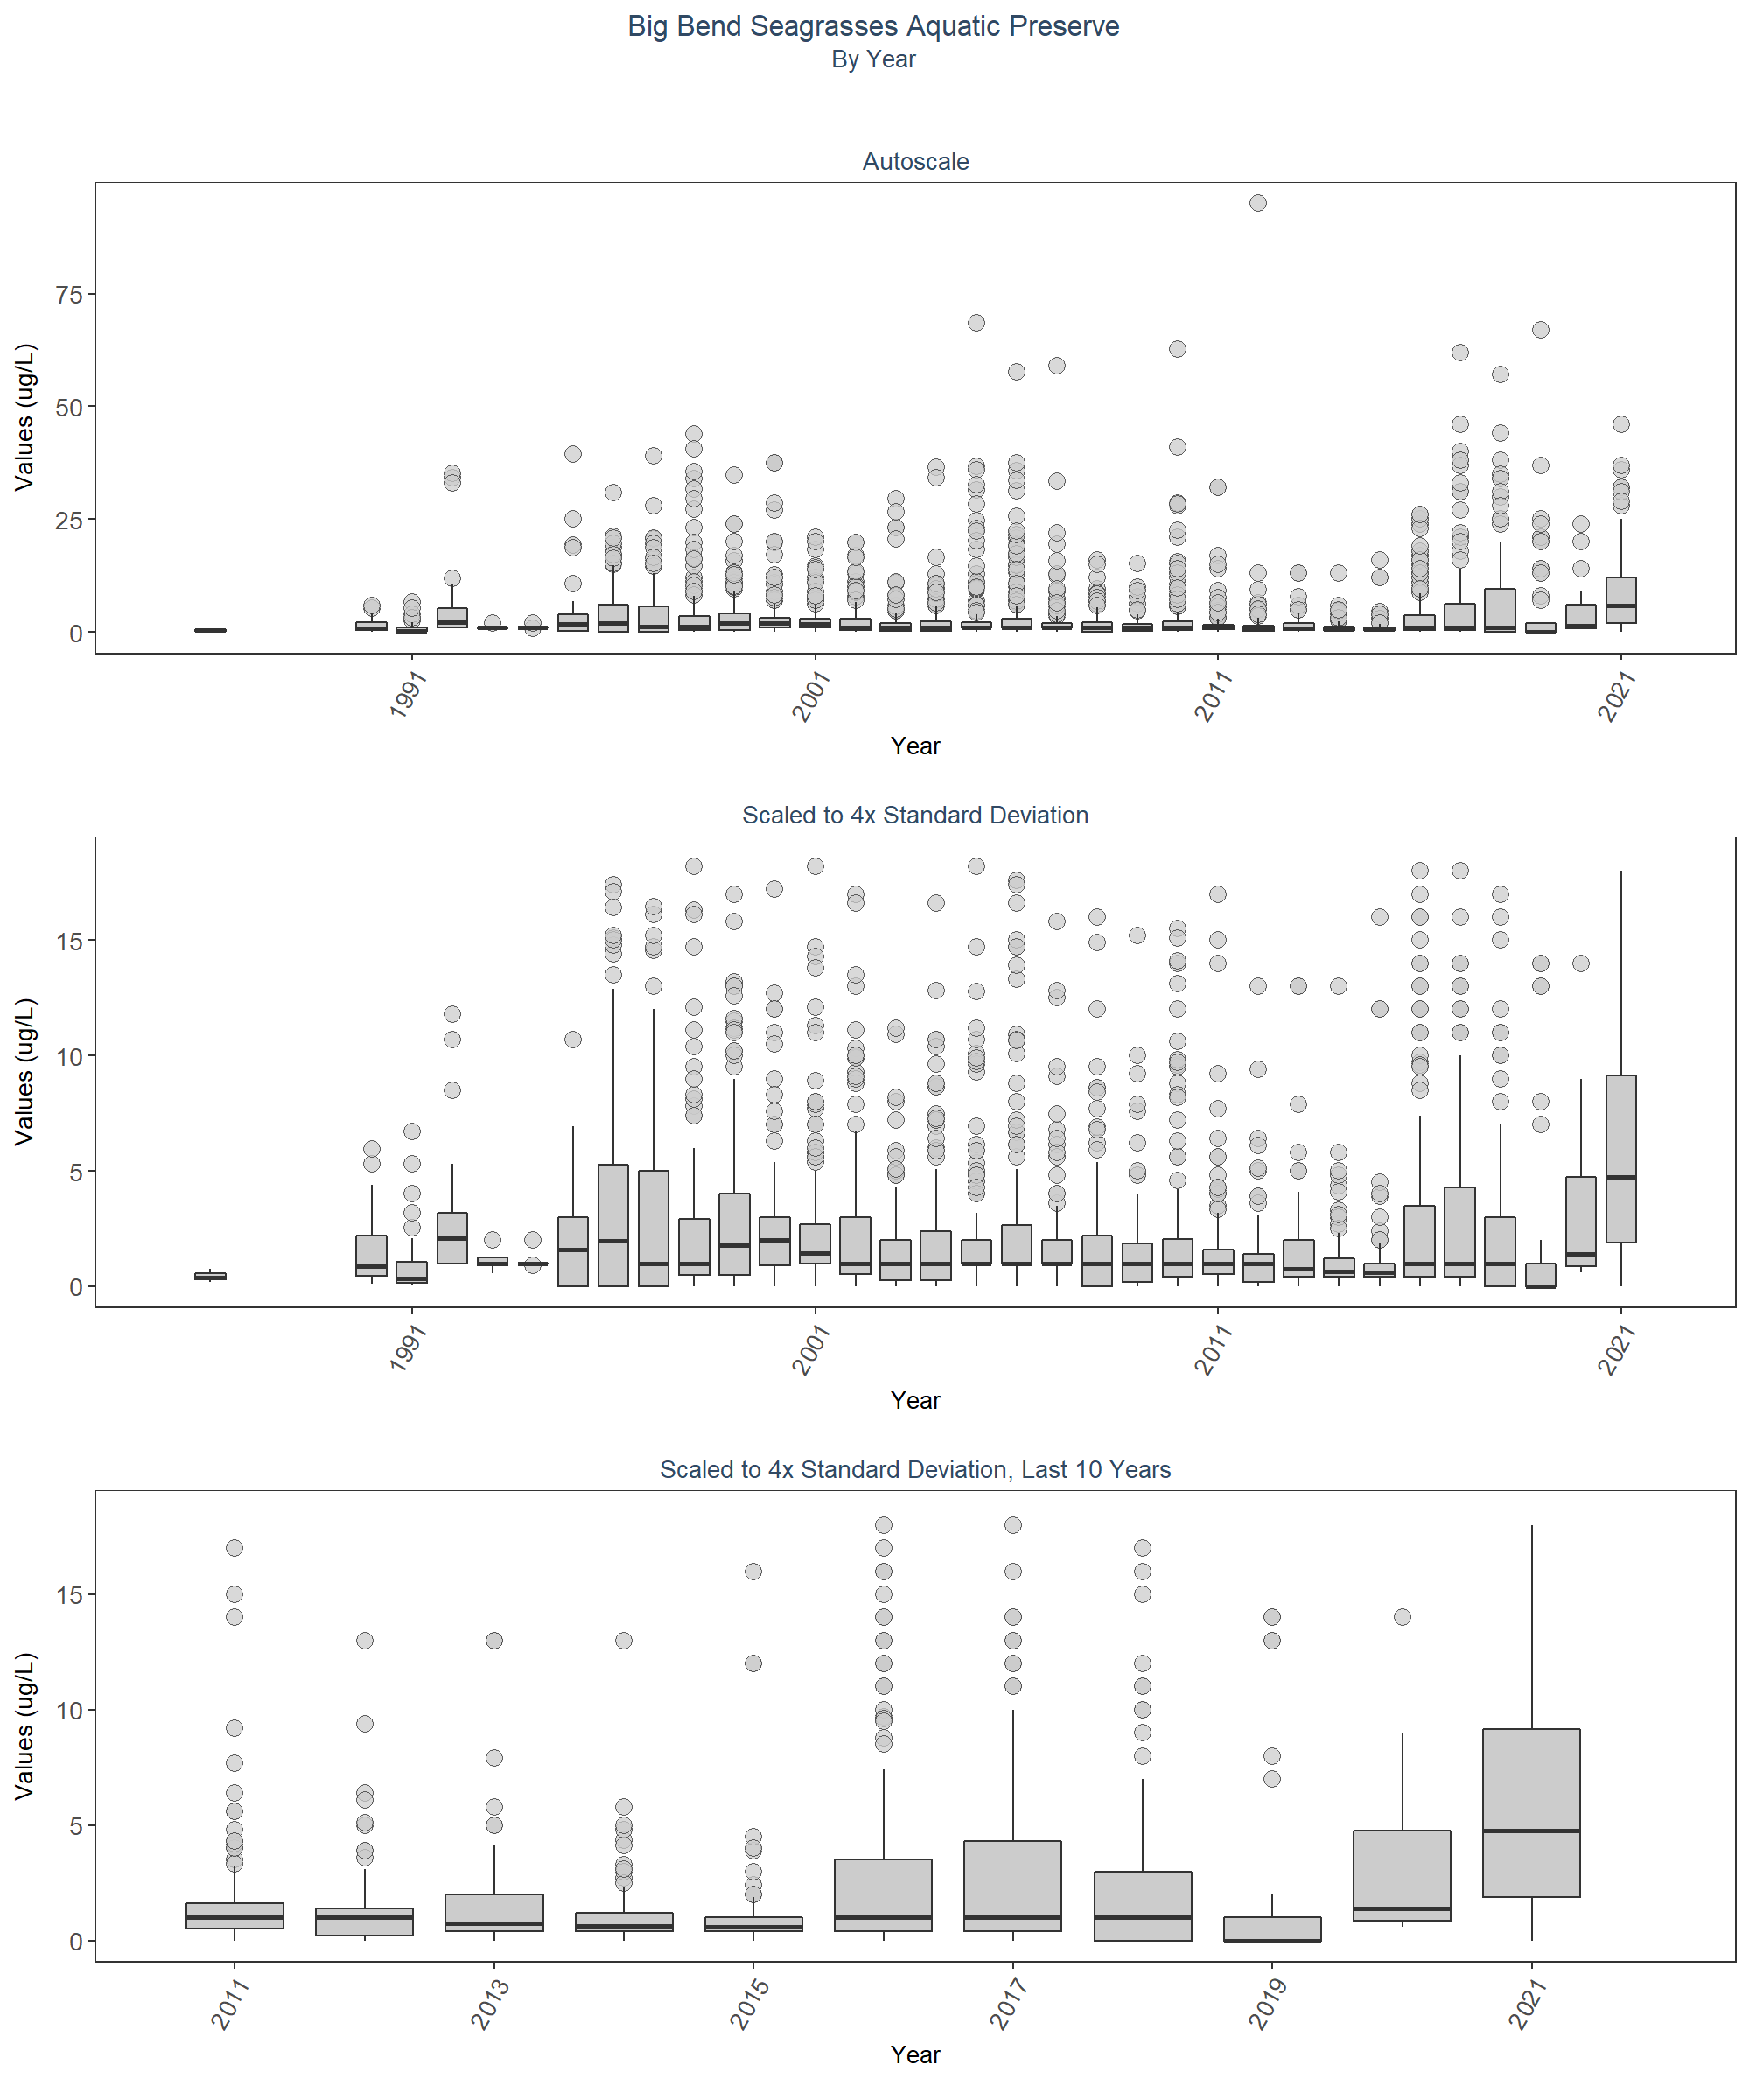 Big Bend Seagrasses Aquatic Preserve
By Year
Autoscale
Values (ug/L)
75
50
25
0
1991
2001
2011
2021
Year
Scaled to 4x Standard Deviation
Values (ug/L)
15
10
5
0
1991
2001
2011
2021
Year
Scaled to 4x Standard Deviation, Last 10 Years
Values (ug/L)
15
10
5
0
2011
2013
2015
2017
2019
2021
Year